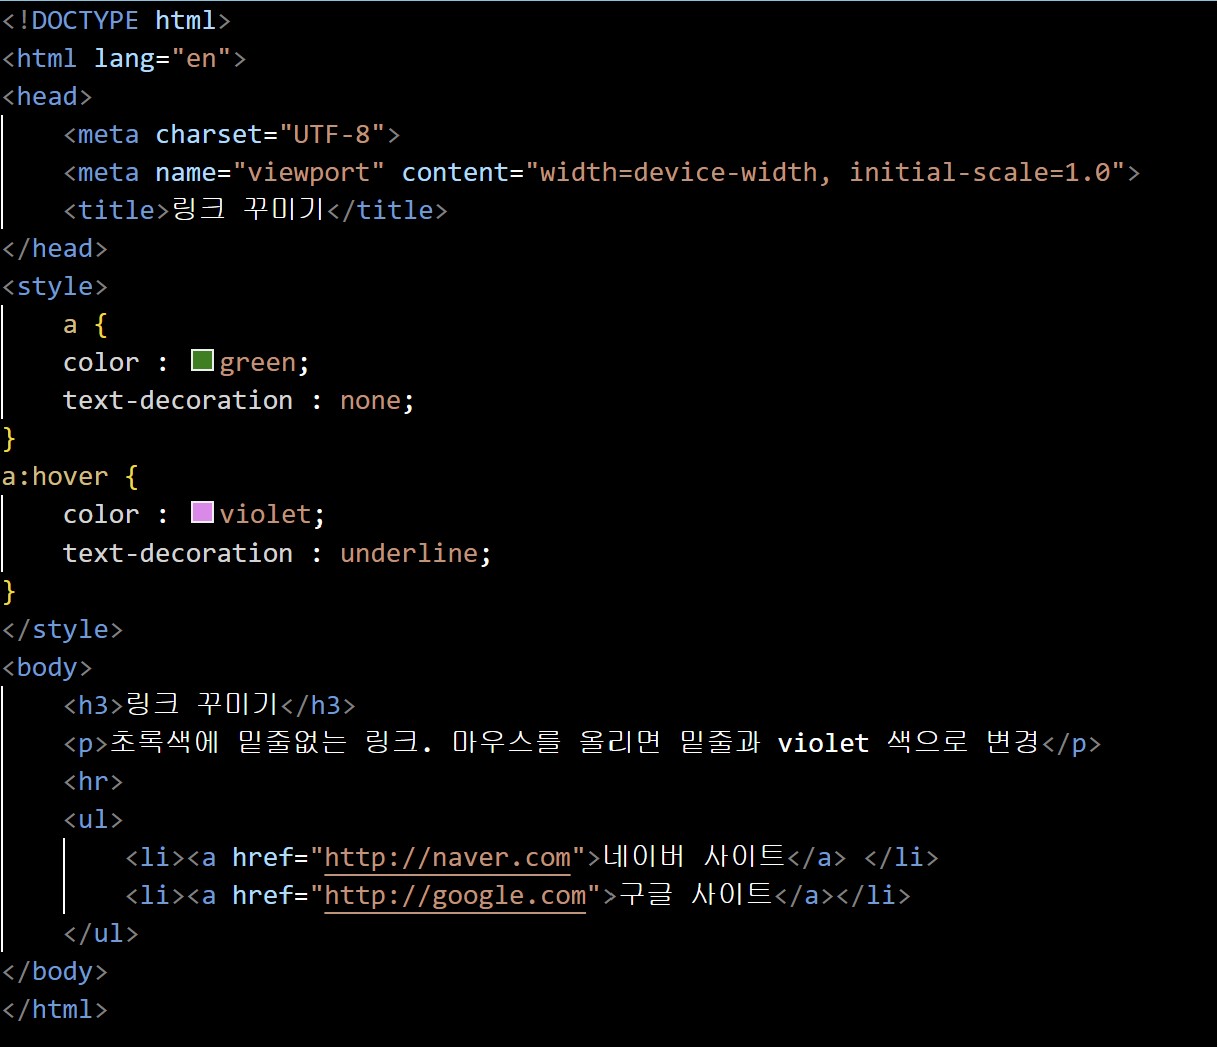 <!DOCTYPE html>
<html lang="en">
<head>
    <meta charset="UTF-8">
    <meta name="viewport" content="width=device-width, initial-scale=1.0">
    <title>링크 꾸미기</title>
</head>
<style>
    a {
    color : green;
    text-decoration : none;
}
a:hover {
    color : violet;
    text-decoration : underline;
}
</style>
<body>
    <h3>링크 꾸미기</h3>
    <p>초록색에 밑줄없는 링크. 마우스를 올리면 밑줄과 violet 색으로 변경</p>
    <hr>
    <ul>
        <li><a href="http://naver.com">네이버 사이트</a> </li>
        <li><a href="http://google.com">구글 사이트</a></li>
    </ul>
</body>
</html>